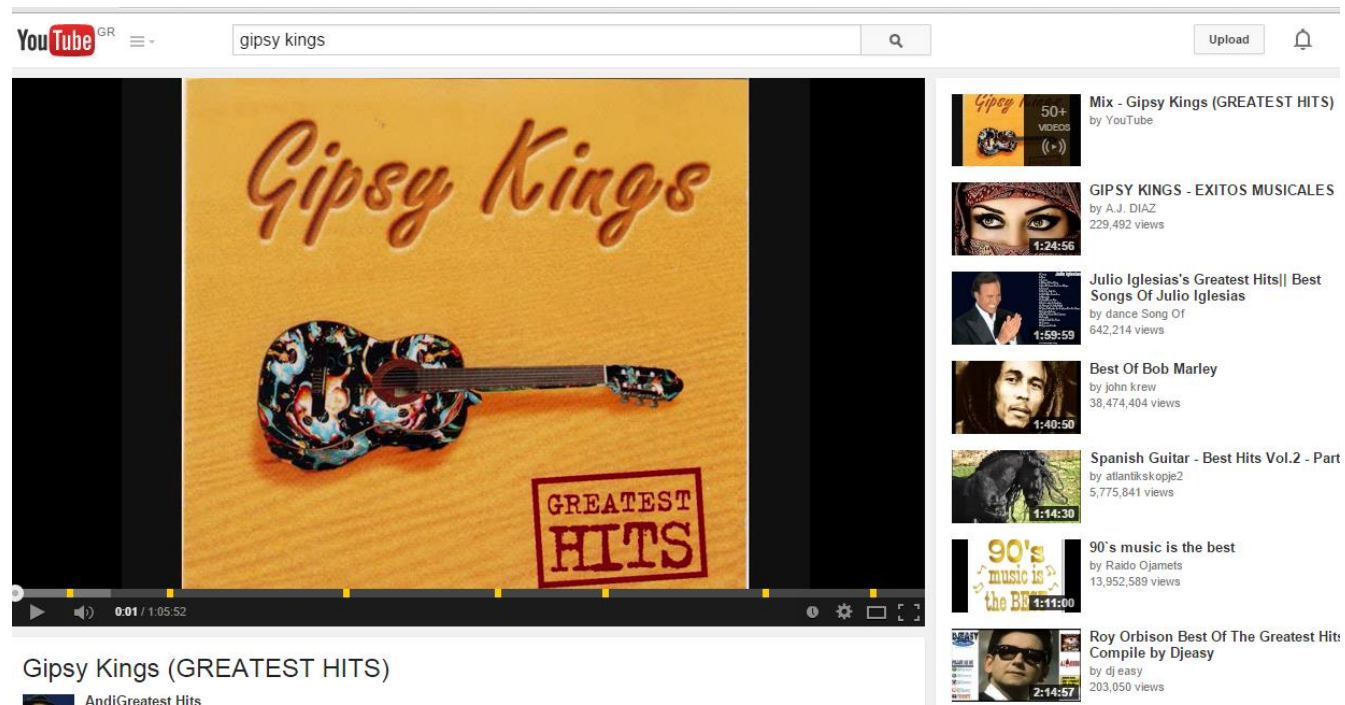 YouTube GR
gipsy kings
Upload
Gipsy Kings
GREATEST
HITS
0:01 / 1:05:52
Gipsy Kings (GREATEST HITS)
AndiGreatest Hits
Gipsy
50+
VIDEOS
Mix - Gipsy Kings (GREATEST HITS)
by YouTube
1:24:56
GIPSY KINGS - EXITOS MUSICALES
by A.J. DIAZ
229,492 views
1:59:59
Julio Iglesias's Greatest Hits|| Best
Songs Of Julio Iglesias
by dance Song Of
642,214 views
1:40:50
Best Of Bob Marley
by john krew
38,474,404 views
1:14:30
Spanish Guitar - Best Hits Vol.2 - Part
by atlantikskopje2
5,775,841 views
90's
music is
the
1:11:00
90`s music is the best
by Raido Ojamets
13,952,589 views
DJEASY
2:14:57
Roy Orbison Best Of The Greatest Hits
Compile by Djeasy
by dj easy
203,050 views